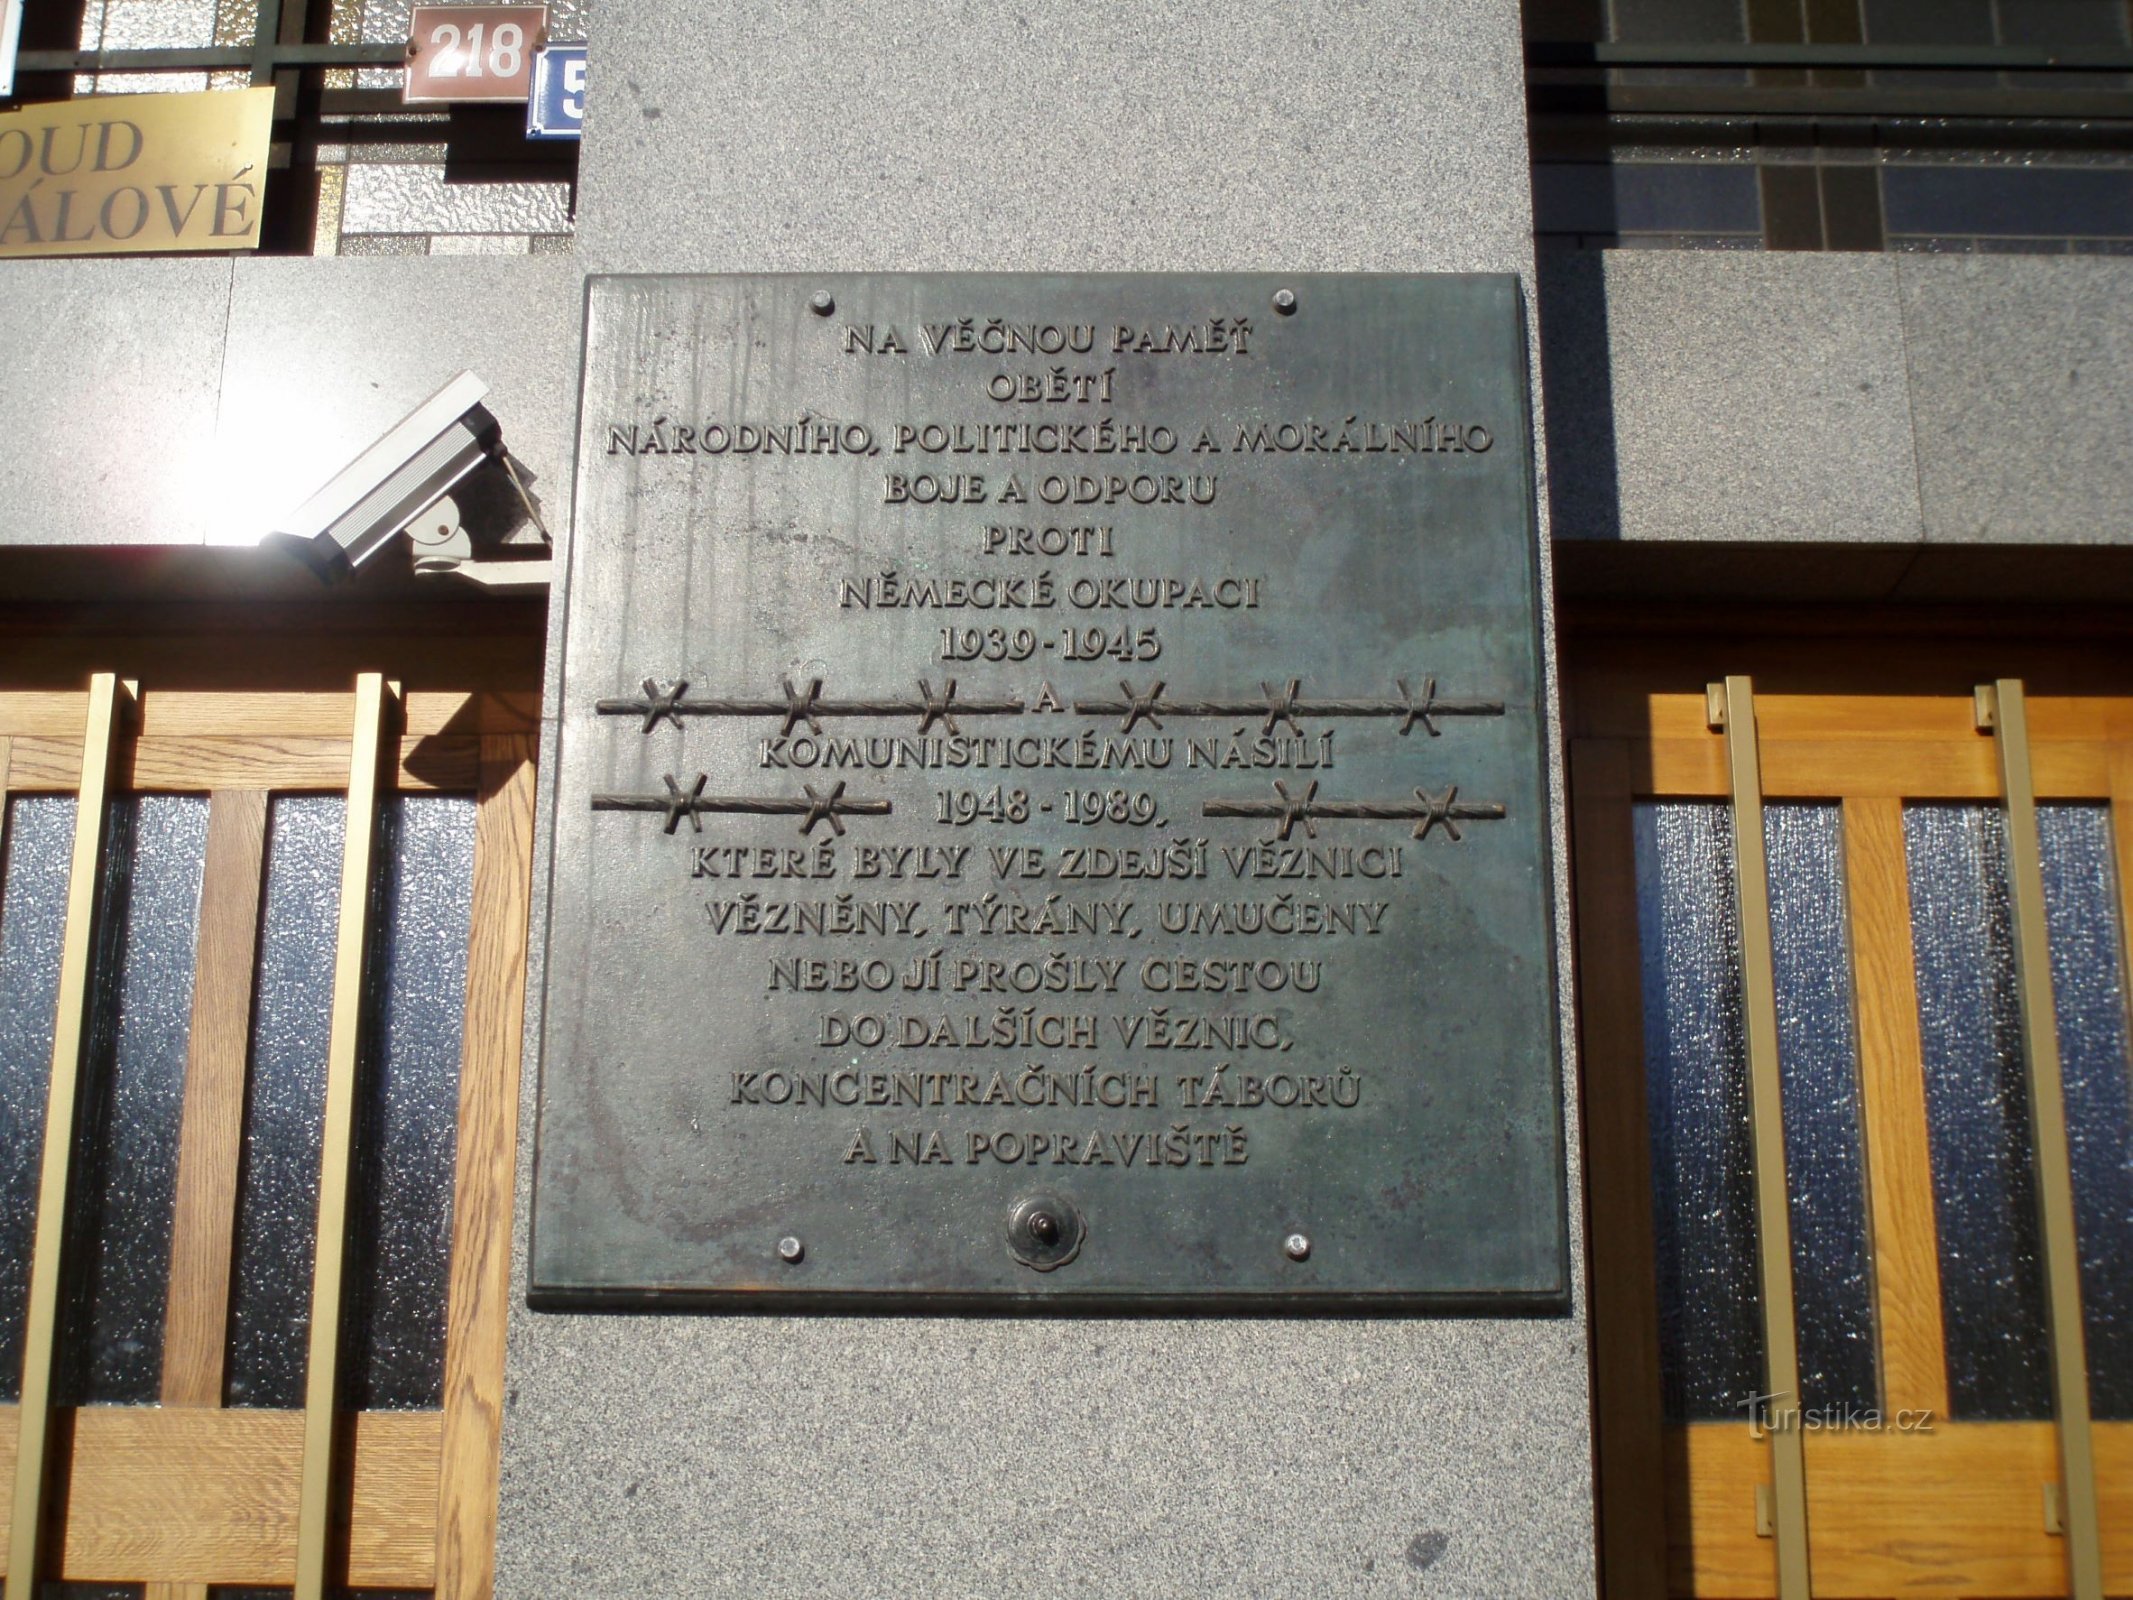 218
5
OUD
ÁLOVÉ
NA VĚČNOU PAMĚŤ
OBĚTÍ
NÁRODNÍHO, POLITICKÉHO A MORÁLNÍHO
BOJE A ODPORU
PROTI
NĚMECKÉ OKUPACI
1939-1945
A
KOMUNISTICKÉMU NÁSILÍ
1948-1989,
KTERÉ BYLY VE ZDEJŠÍ VĚZNICI
VĚZNĚNY, TÝRÁNY, UMUČENY
NEBO JÍ PROŠLY CESTOU
DO DALŠÍCH VĚZNIC,
KONCENTRAČNÍCH TÁBORŮ
A NA POPRAVIŠTĚ
Turistika.cz